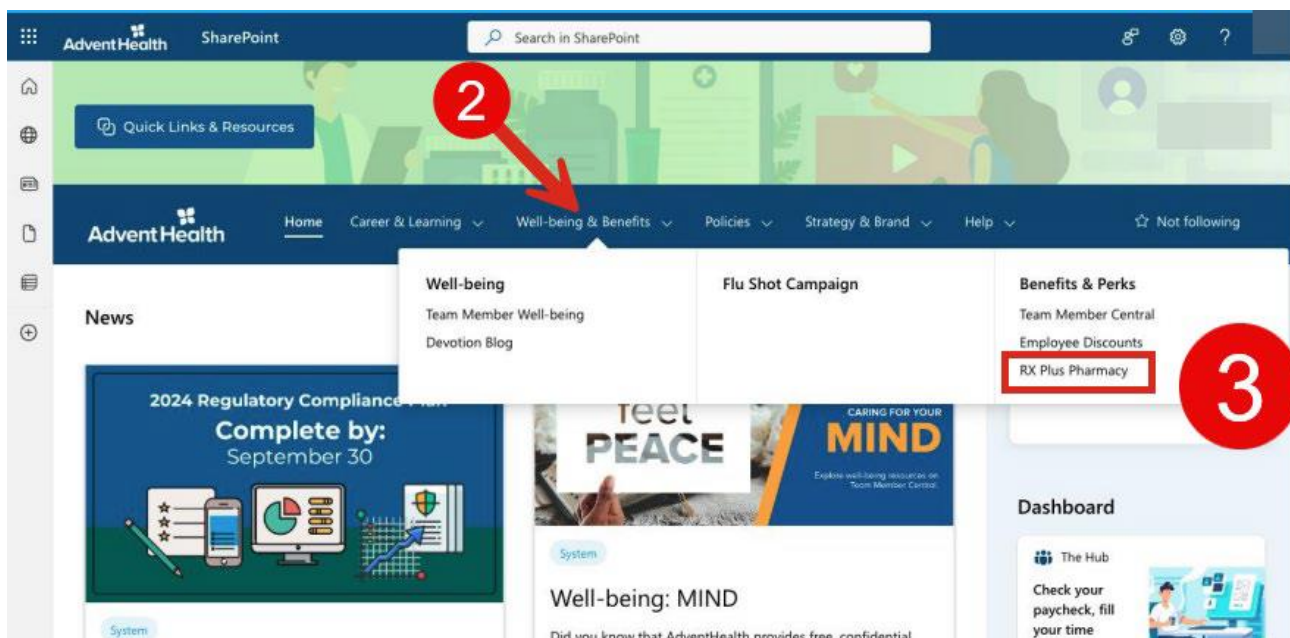 AdventHealth
SharePoint
Search in SharePoint
?
Quick Links & Resources
2
AdventHealth
Home
Career & Learning
Well-being & Benefits
Policies
Strategy & Brand
Help
Not following
Well-being
Team Member Well-being
Devotion Blog
Flu Shot Campaign
Benefits & Perks
Team Member Central
Employee Discounts
RX Plus Pharmacy
3
News
2024 Regulatory Compliance
Complete by:
September 30
System
feel
PEACE
CARING FOR YOUR
MIND
Explore well-being resources on
Team Member Central.
System
Well-being: MIND
Did you know that AdventHealth provides free, confidential
Dashboard
The Hub
Check your
paycheck, fill
your time